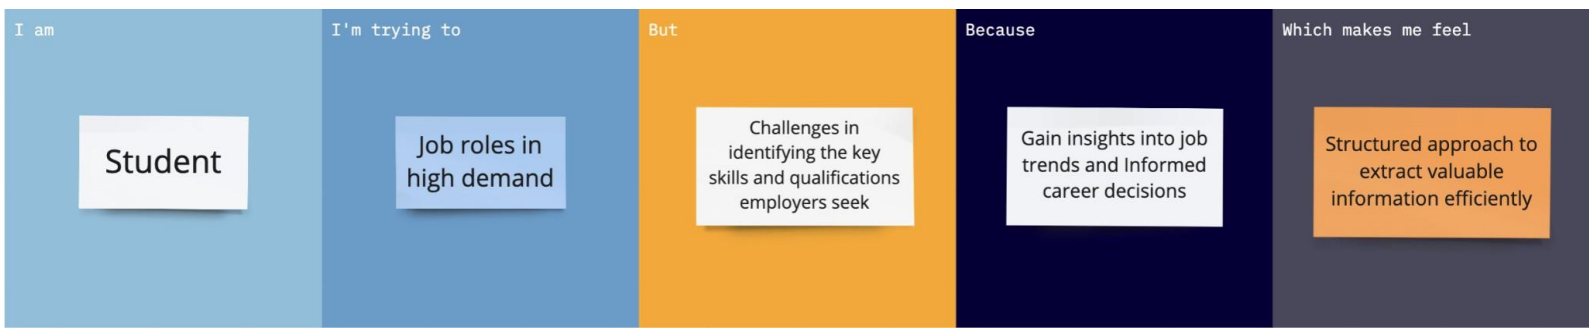 I am
I'm trying to
But
Because
Which makes me feel
Student
Job roles in
high demand
Challenges in
identifying the key
skills and qualifications
employers seek
Gain insights into job
trends and Informed
career decisions
Structured approach to
extract valuable
information efficiently